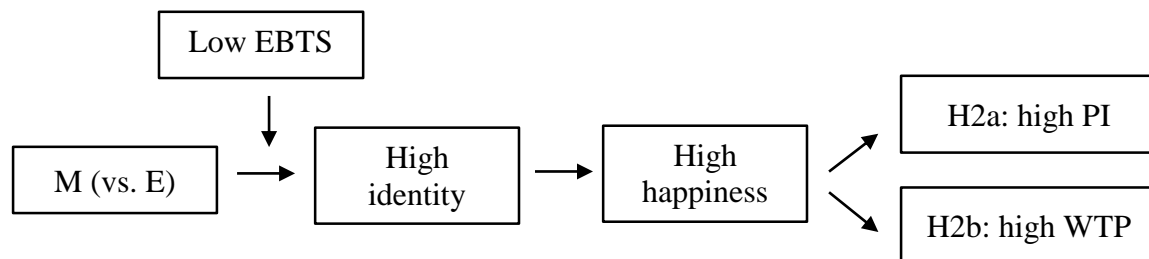 Low EBTS
M (vs. E)
High
identity
High
happiness
H2a: high PI
H2b: high WTP